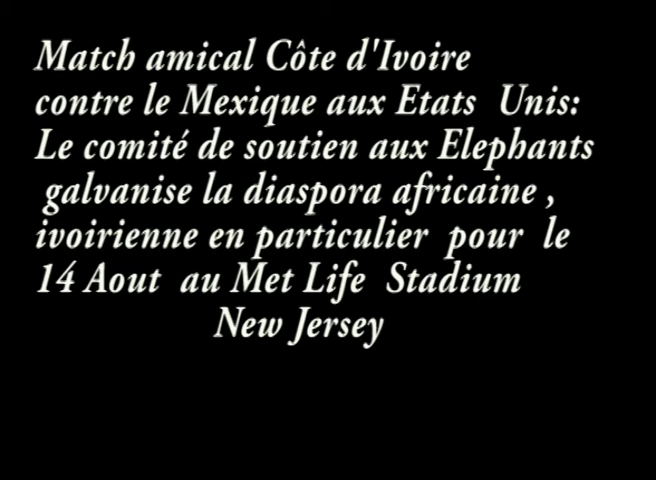 Match amical Côte d'Ivoire
contre le Mexique aux Etats Unis:
Le comité de soutien aux Elephants
galvanise la diaspora africaine ,
ivoirienne en particulier pour le
14 Aout au Met Life Stadium
New Jersey